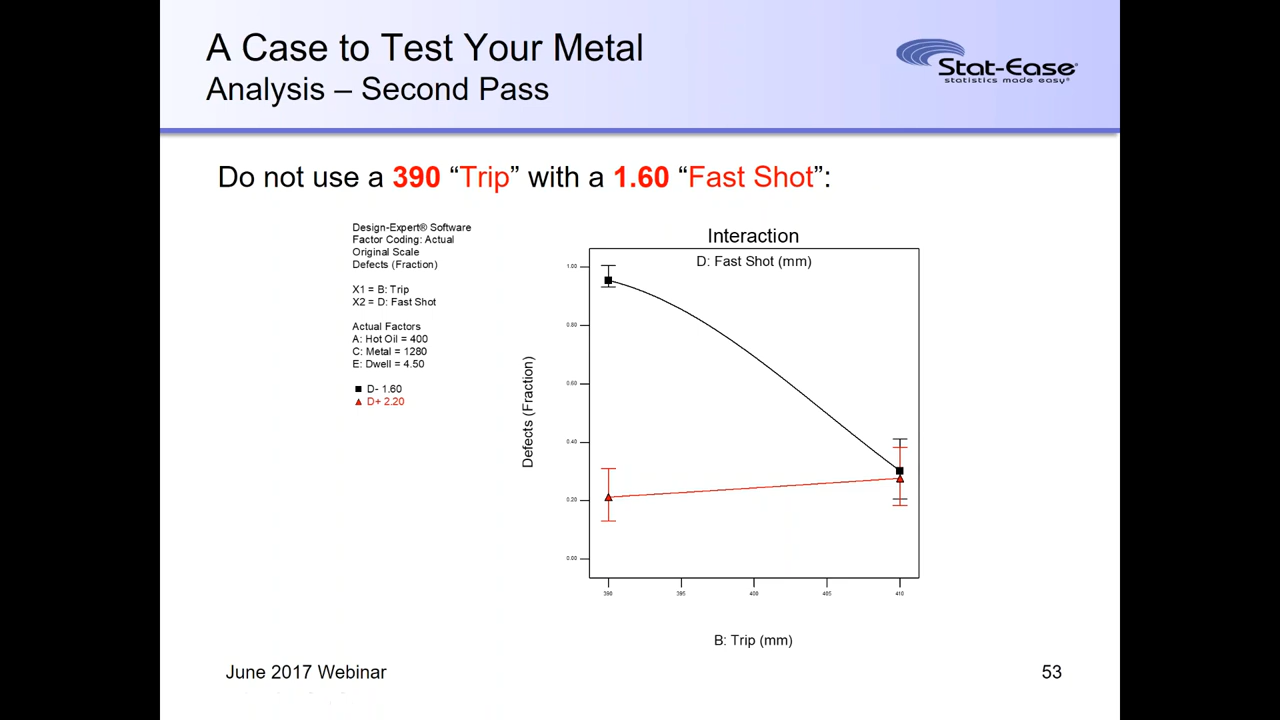 A Case to Test Your Metal
Analysis – Second Pass
Stat-Ease®
statistics made easy®
Do not use a 390 “Trip” with a 1.60 “Fast Shot”:
Design-Expert® Software
Factor Coding: Actual
Original Scale
Defects (Fraction)
X1 = B: Trip
X2 = D: Fast Shot
Actual Factors
A: Hot Oil = 400
C: Metal = 1280
E: Dwell = 4.50
D- 1.60
D+ 2.20
Interaction
D: Fast Shot (mm)
Defects (Fraction)
1.00
0.80
0.60
0.40
0.20
0.00
390 395 400 405 410
B: Trip (mm)
June 2017 Webinar
53